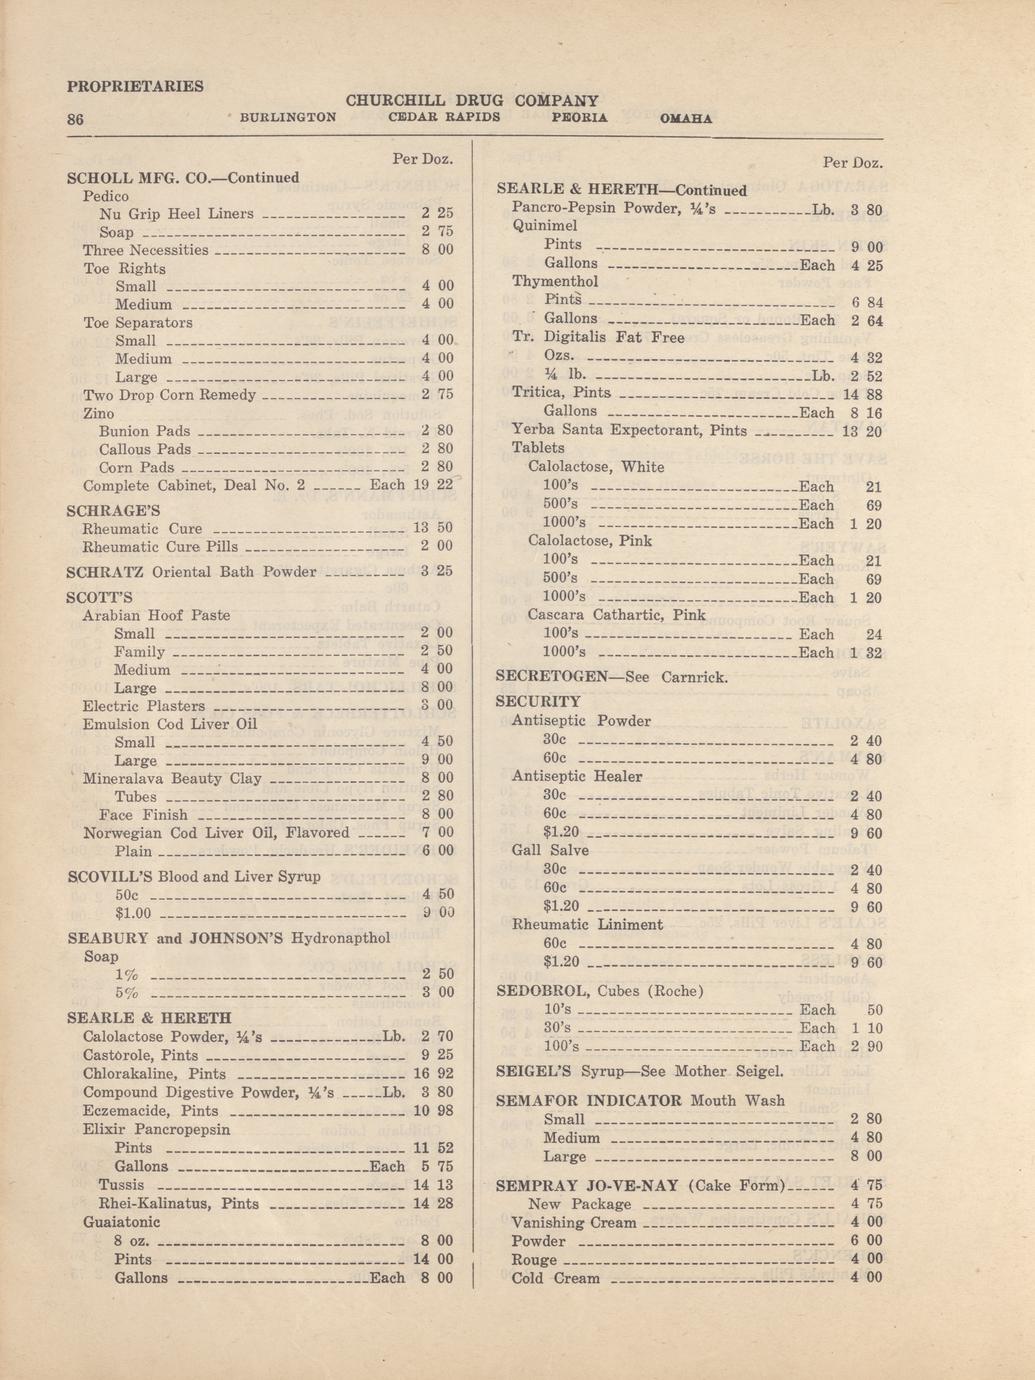 PROPRIETARIES
CHURCHILL DRUG COMPANY
86 BURLINGTON CEDAR RAPIDS PEORIA OMAHA
Per Doz.
SCHOLL MFG. CO.—Continued
Pedico
Nu Grip Heel Liners 2 25
Soap 2 75
Three Necessities 8 00
Toe Rights
Small 4 00
Medium 4 00
Toe Separators
Small 4 00
Medium 4 00
Large 4 00
Two Drop Corn Remedy 2 75
Zino
Bunion Pads 2 80
Callous Pads 2 80
Corn Pads 2 80
Complete Cabinet, Deal No. 2 Each 19 22
SCHRAGE'S
Rheumatic Cure 13 50
Rheumatic Cure Pills 2 00
SCHRATZ Oriental Bath Powder 3 25
SCOTT'S
Arabian Hoof Paste
Small 2 00
Family 2 50
Medium 4 00
Large 8 00
Electric Plasters 3 00
Emulsion Cod Liver Oil
Small 4 50
Large 9 00
Mineralava Beauty Clay 8 00
Tubes 2 80
Face Finish 8 00
Norwegian Cod Liver Oil, Flavored 7 00
Plain 6 00
SCOVILL'S Blood and Liver Syrup
50c 4 50
$1.00 9 00
SEABURY and JOHNSON'S Hydronapthol
Soap
1% 2 50
5% 3 00
SEARLE & HERETH
Calolactose Powder, ¼'s Lb. 2 70
Castorole, Pints 9 25
Chlorakaline, Pints 16 92
Compound Digestive Powder, ¼'s Lb. 3 80
Eczemacide, Pints 10 98
Elixir Pancropepsin
Pints 11 52
Gallons Each 5 75
Tussis 14 13
Rhei-Kalinatus, Pints 14 28
Guaiatonic
8 oz. 8 00
Pints 14 00
Gallons Each 8 00
Per Doz.
SEARLE & HERETH—Continued
Pancro-Pepsin Powder, ¼'s Lb. 3 80
Quinimel
Pints 9 00
Gallons Each 4 25
Thymenthol
Pints 6 84
Gallons Each 2 64
Tr. Digitalis Fat Free
Ozs. 4 32
¼ lb. Lb. 2 52
Tritica, Pints 14 88
Gallons Each 8 16
Yerba Santa Expectorant, Pints 13 20
Tablets
Calolactose, White
100's Each 21
500's Each 69
1000's Each 1 20
Calolactose, Pink
100's Each 21
500's Each 69
1000's Each 1 20
Cascara Cathartic, Pink
100's Each 24
1000's Each 1 32
SECRETOGEN—See Carnrick.
SECURITY
Antiseptic Powder
30c 2 40
60c 4 80
Antiseptic Healer
30c 2 40
60c 4 80
$1.20 9 60
Gall Salve
30c 2 40
60c 4 80
$1.20 9 60
Rheumatic Liniment
60c 4 80
$1.20 9 60
SEDOBROL, Cubes (Roche)
10's Each 50
30's Each 1 10
100's Each 2 90
SEIGEL'S Syrup—See Mother Seigel.
SEMAFOR INDICATOR Mouth Wash
Small 2 80
Medium 4 80
Large 8 00
SEMPRAY JO-VE-NAY (Cake Form) 4 75
New Package 4 75
Vanishing Cream 4 00
Powder 6 00
Rouge 4 00
Cold Cream 4 00